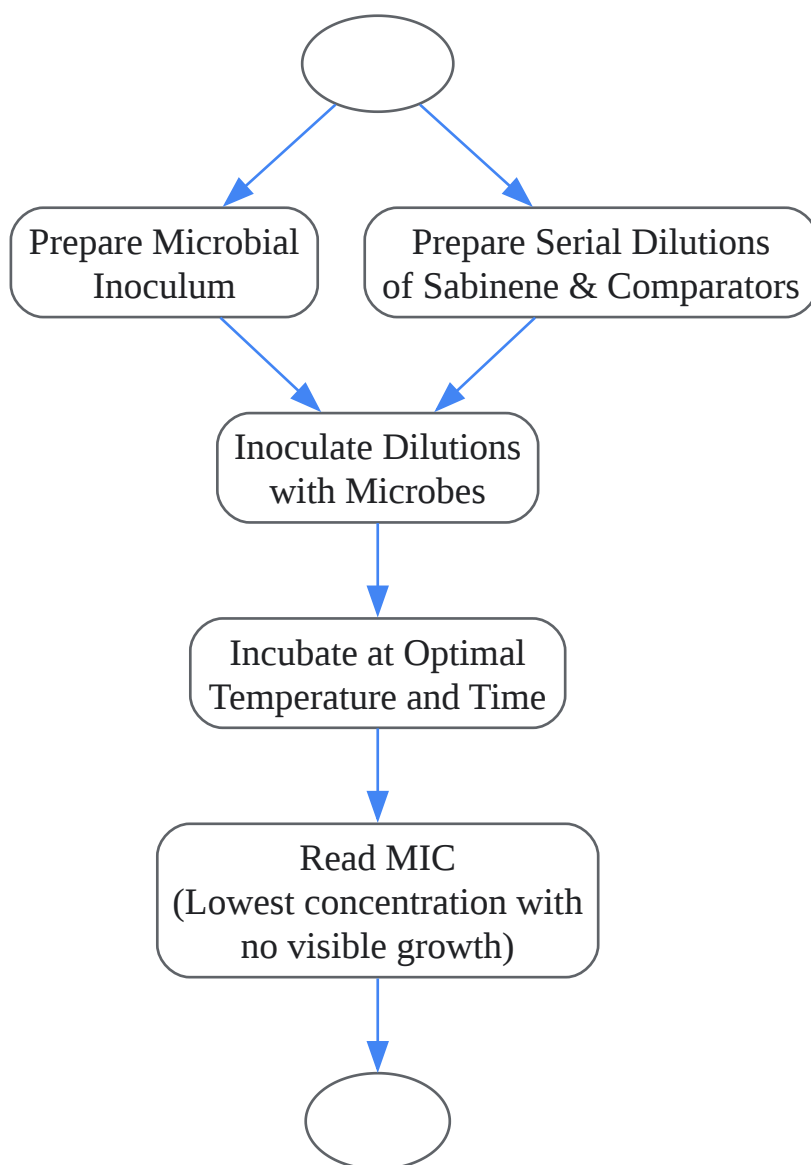 Prepare Microbial
Inoculum
Prepare Serial Dilutions
of Sabinene & Comparators
Inoculate Dilutions
with Microbes
Incubate at Optimal
Temperature and Time
Read MIC
(Lowest concentration with
no visible growth)